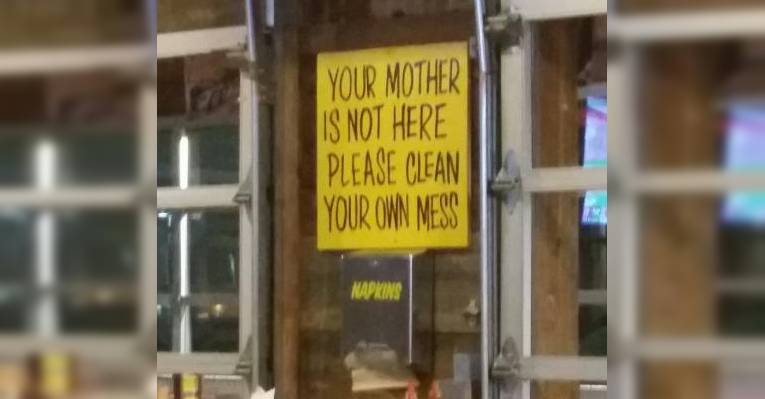 YOUR MOTHER
IS NOT HERE
PLEASE CLEAN
YOUR OWN MESS
NAPKINS